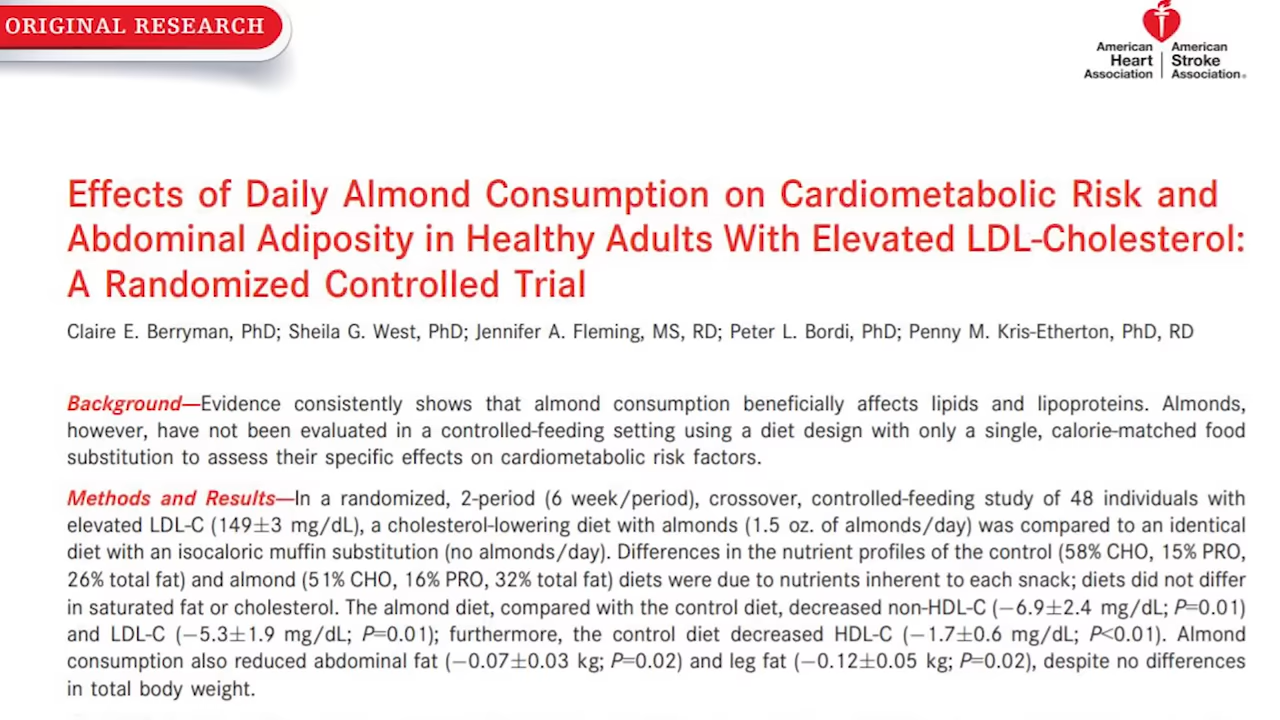 ORIGINAL RESEARCH
American Heart Association
American Stroke Association®
Effects of Daily Almond Consumption on Cardiometabolic Risk and
Abdominal Adiposity in Healthy Adults With Elevated LDL-Cholesterol:
A Randomized Controlled Trial
Claire E. Berryman, PhD; Sheila G. West, PhD; Jennifer A. Fleming, MS, RD; Peter L. Bordi, PhD; Penny M. Kris-Etherton, PhD, RD
Background—Evidence consistently shows that almond consumption beneficially affects lipids and lipoproteins. Almonds,
however, have not been evaluated in a controlled-feeding setting using a diet design with only a single, calorie-matched food
substitution to assess their specific effects on cardiometabolic risk factors.
Methods and Results—In a randomized, 2-period (6 week/period), crossover, controlled-feeding study of 48 individuals with
elevated LDL-C (149±3 mg/dL), a cholesterol-lowering diet with almonds (1.5 oz. of almonds/day) was compared to an identical
diet with an isocaloric muffin substitution (no almonds/day). Differences in the nutrient profiles of the control (58% CHO, 15% PRO,
26% total fat) and almond (51% CHO, 16% PRO, 32% total fat) diets were due to nutrients inherent to each snack; diets did not differ
in saturated fat or cholesterol. The almond diet, compared with the control diet, decreased non-HDL-C (−6.9±2.4 mg/dL; P=0.01)
and LDL-C (−5.3±1.9 mg/dL; P=0.01); furthermore, the control diet decreased HDL-C (−1.7±0.6 mg/dL; P<0.01). Almond
consumption also reduced abdominal fat (−0.07±0.03 kg; P=0.02) and leg fat (−0.12±0.05 kg; P=0.02), despite no differences
in total body weight.